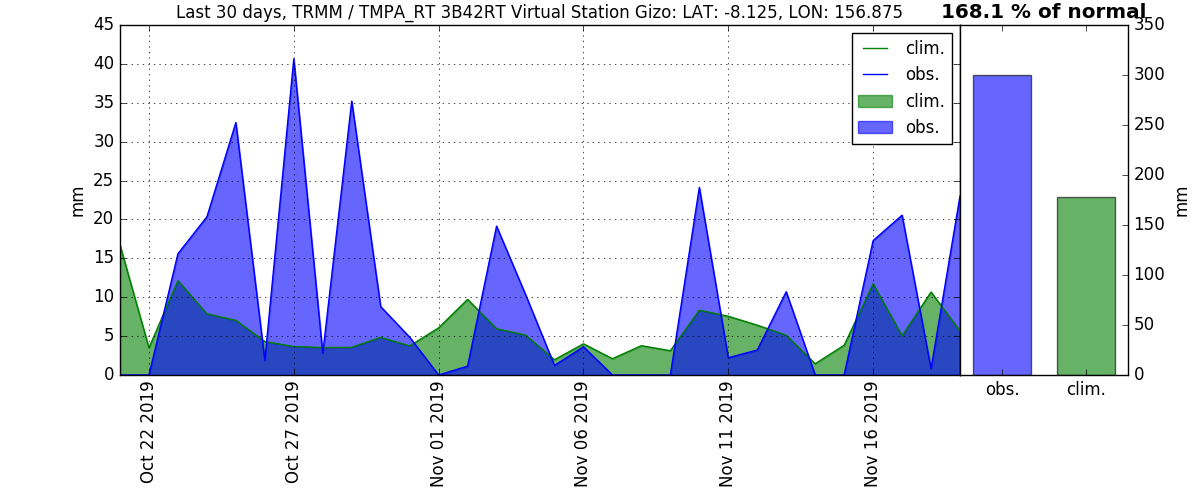 Last 30 days, TRMM / TMPA_RT 3B42RT Virtual Station Gizo: LAT: -8.125, LON: 156.875
168.1 % of normal
45
40
35
30
25
20
15
10
5
0
mm
clim.
obs.
clim.
obs.
Oct 22 2019
Oct 27 2019
Nov 01 2019
Nov 06 2019
Nov 11 2019
Nov 16 2019
350
300
250
200
150
100
50
0
mm
obs.
clim.